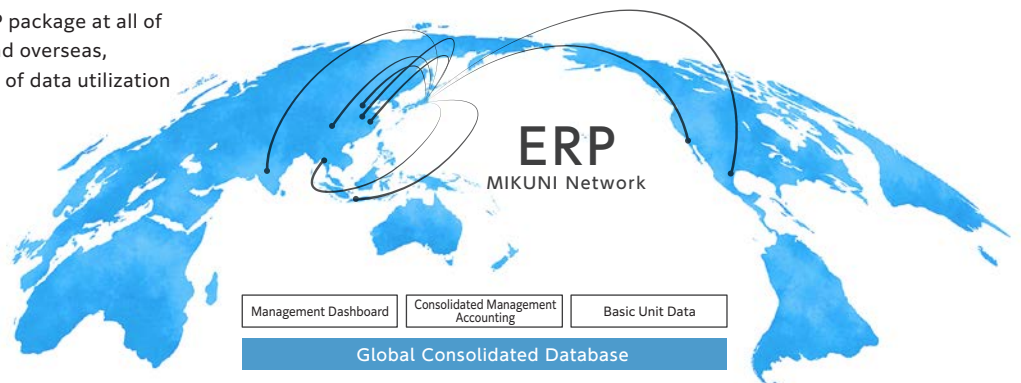 P package at all of
nd overseas,
of data utilization
ERP
MIKUNI Network
Management Dashboard
Consolidated Management
Accounting
Basic Unit Data
Global Consolidated Database